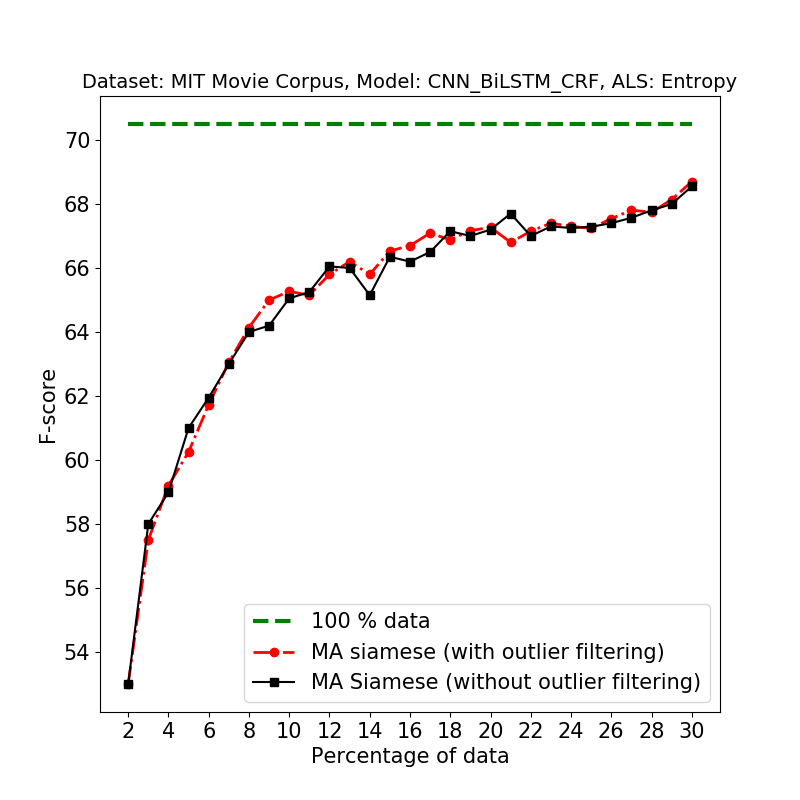 Dataset: MIT Movie Corpus, Model: CNN_BiLSTM_CRF, ALS: Entropy
70
68
66
64
62
60
58
56
54
F-score
100 % data
MA siamese (with outlier filtering)
MA Siamese (without outlier filtering)
2 4 6 8 10 12 14 16 18 20 22 24 26 28 30
Percentage of data